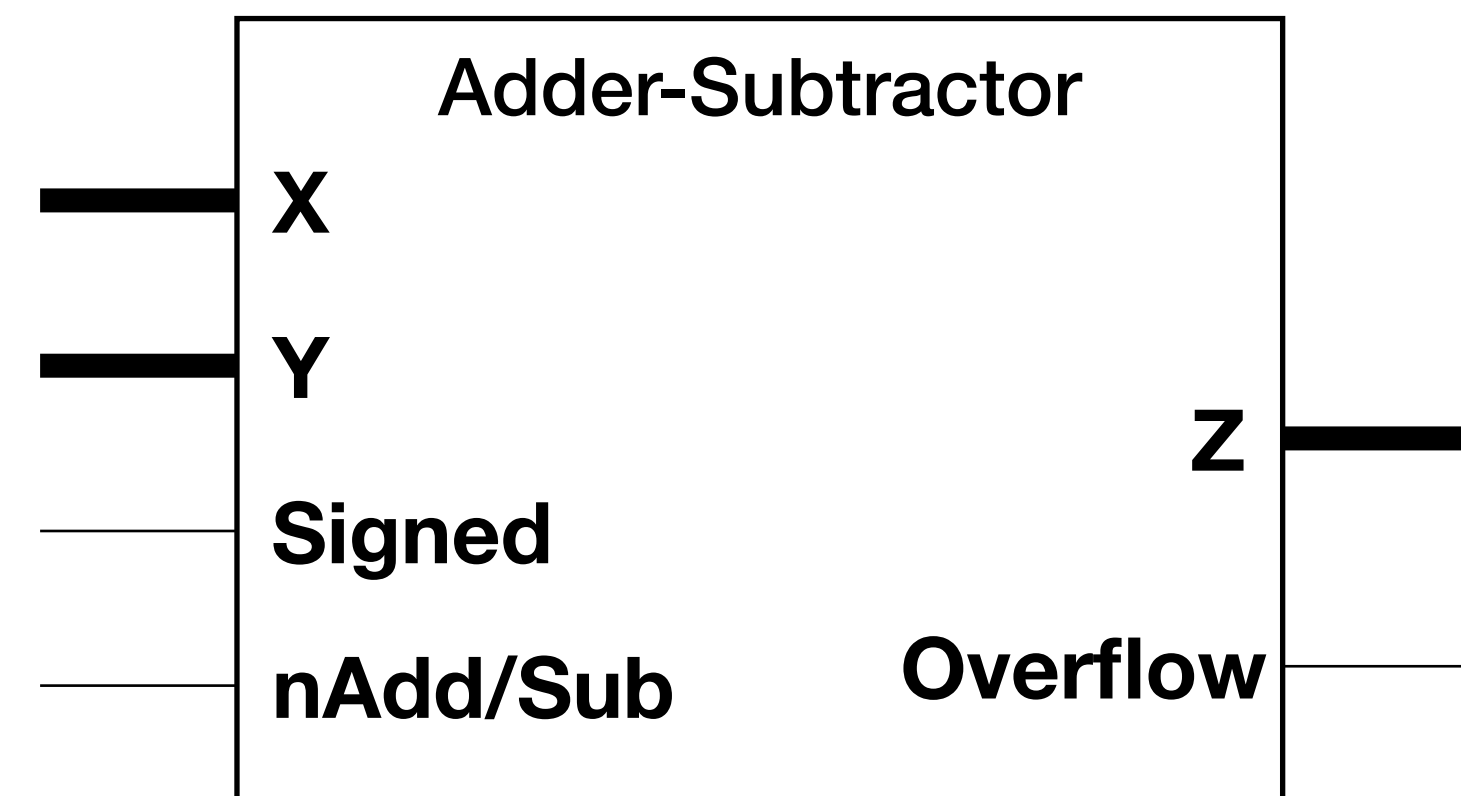 Adder-Subtractor
X
Y
Z
Signed
nAdd/Sub
Overflow